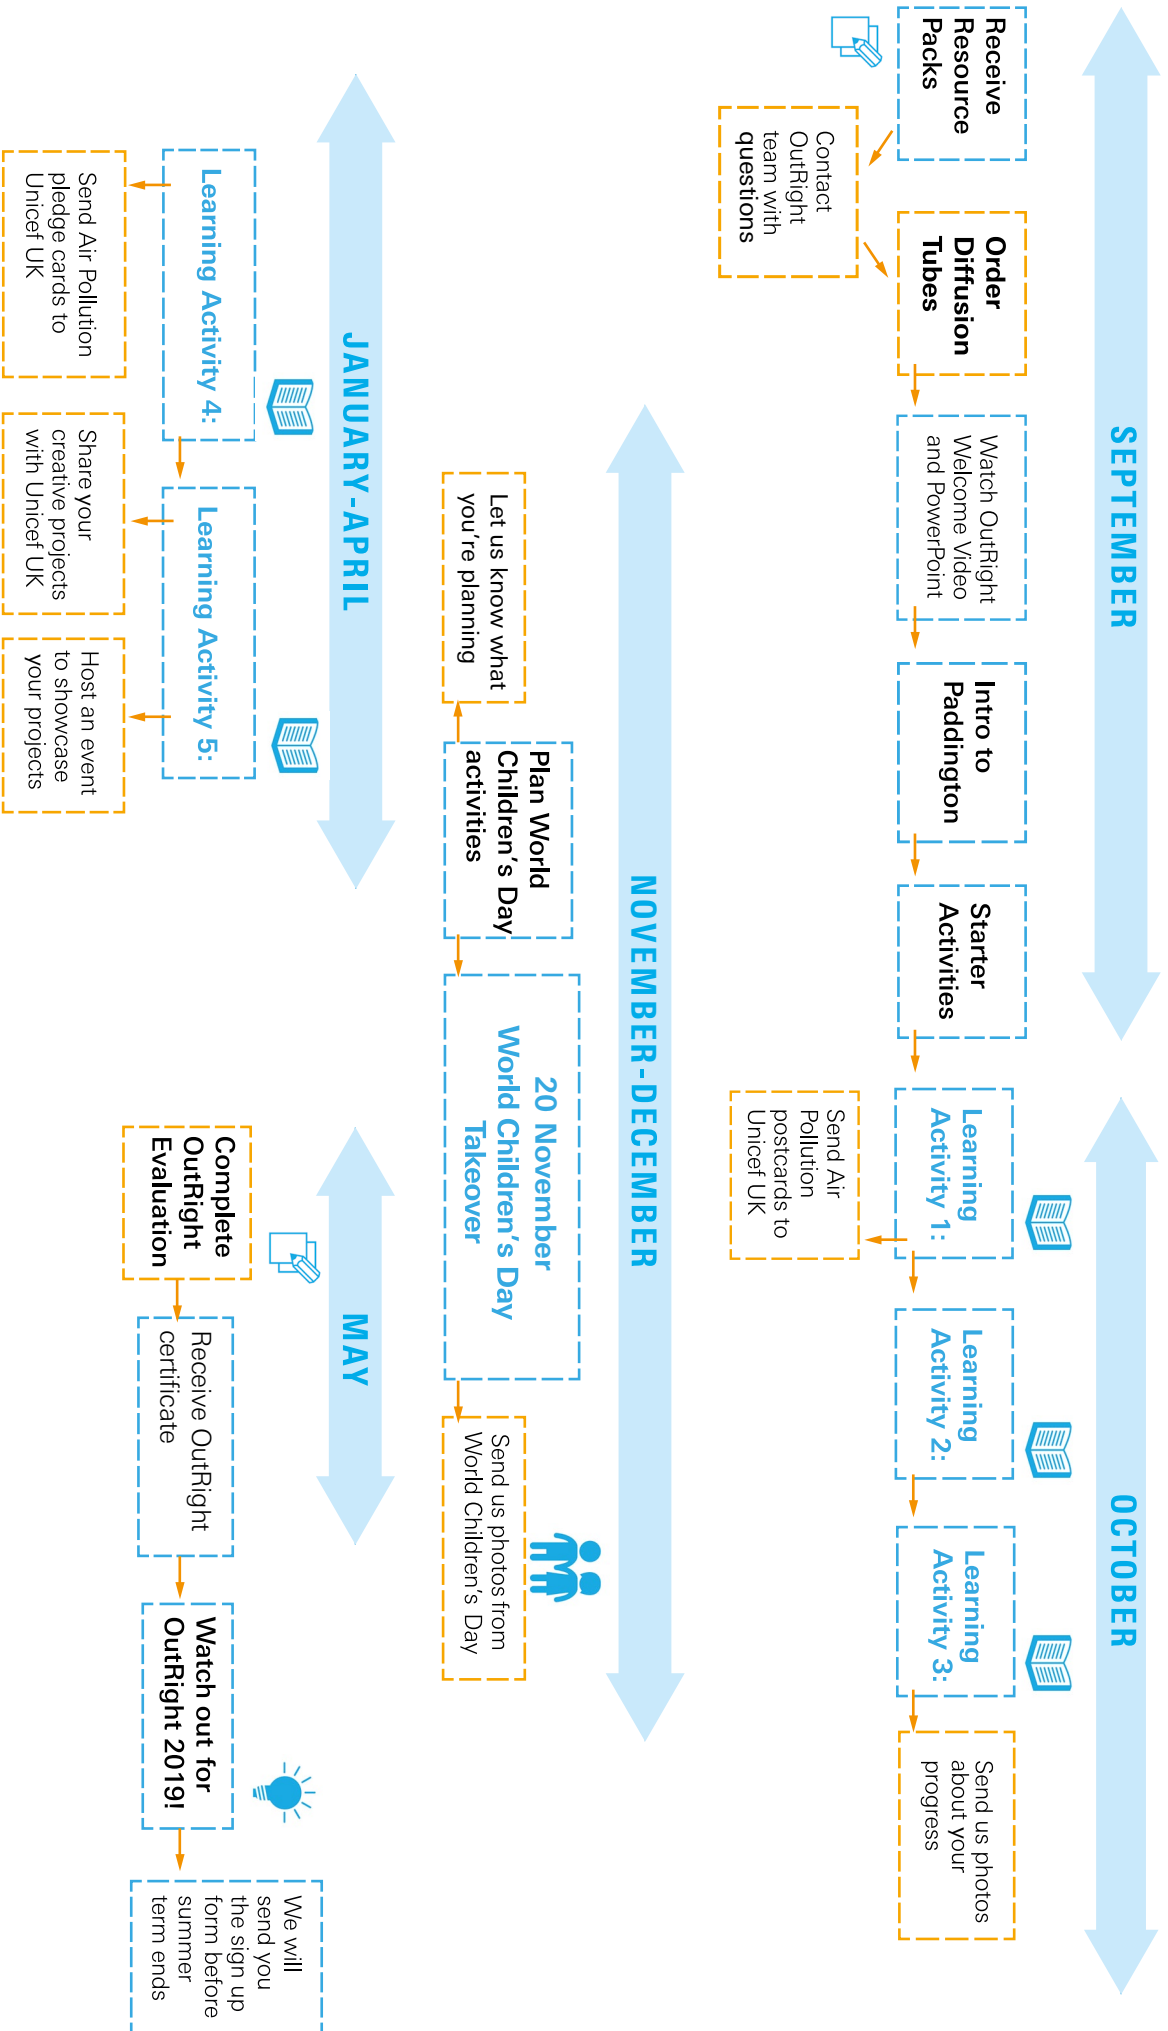 SEPTEMBER
Receive
Resource
Packs
Contact
OutRight
team with
questions
Order
Diffusion
Tubes
Watch OutRight
Welcome Video
and PowerPoint
Intro to
Paddington
Starter
Activities
OCTOBER
Learning
Activity 1:
Send Air
Pollution
postcards to
Unicef UK
Learning
Activity 2:
Learning
Activity 3:
Send us photos
about your
progress
NOVEMBER-DECEMBER
Let us know what
you’re planning
Plan World
Children’s Day
activities
20 November
World Children’s Day
Takeover
Send us photos from
World Children’s Day
JANUARY-APRIL
Learning Activity 4:
Send Air Pollution
pledge cards to
Unicef UK
Learning Activity 5:
Share your
creative projects
with Unicef UK
Host an event
to showcase
your projects
MAY
Complete
OutRight
Evaluation
Receive OutRight
certificate
Watch out for
OutRight 2019!
We will
send you
the sign up
form before
summer
term ends